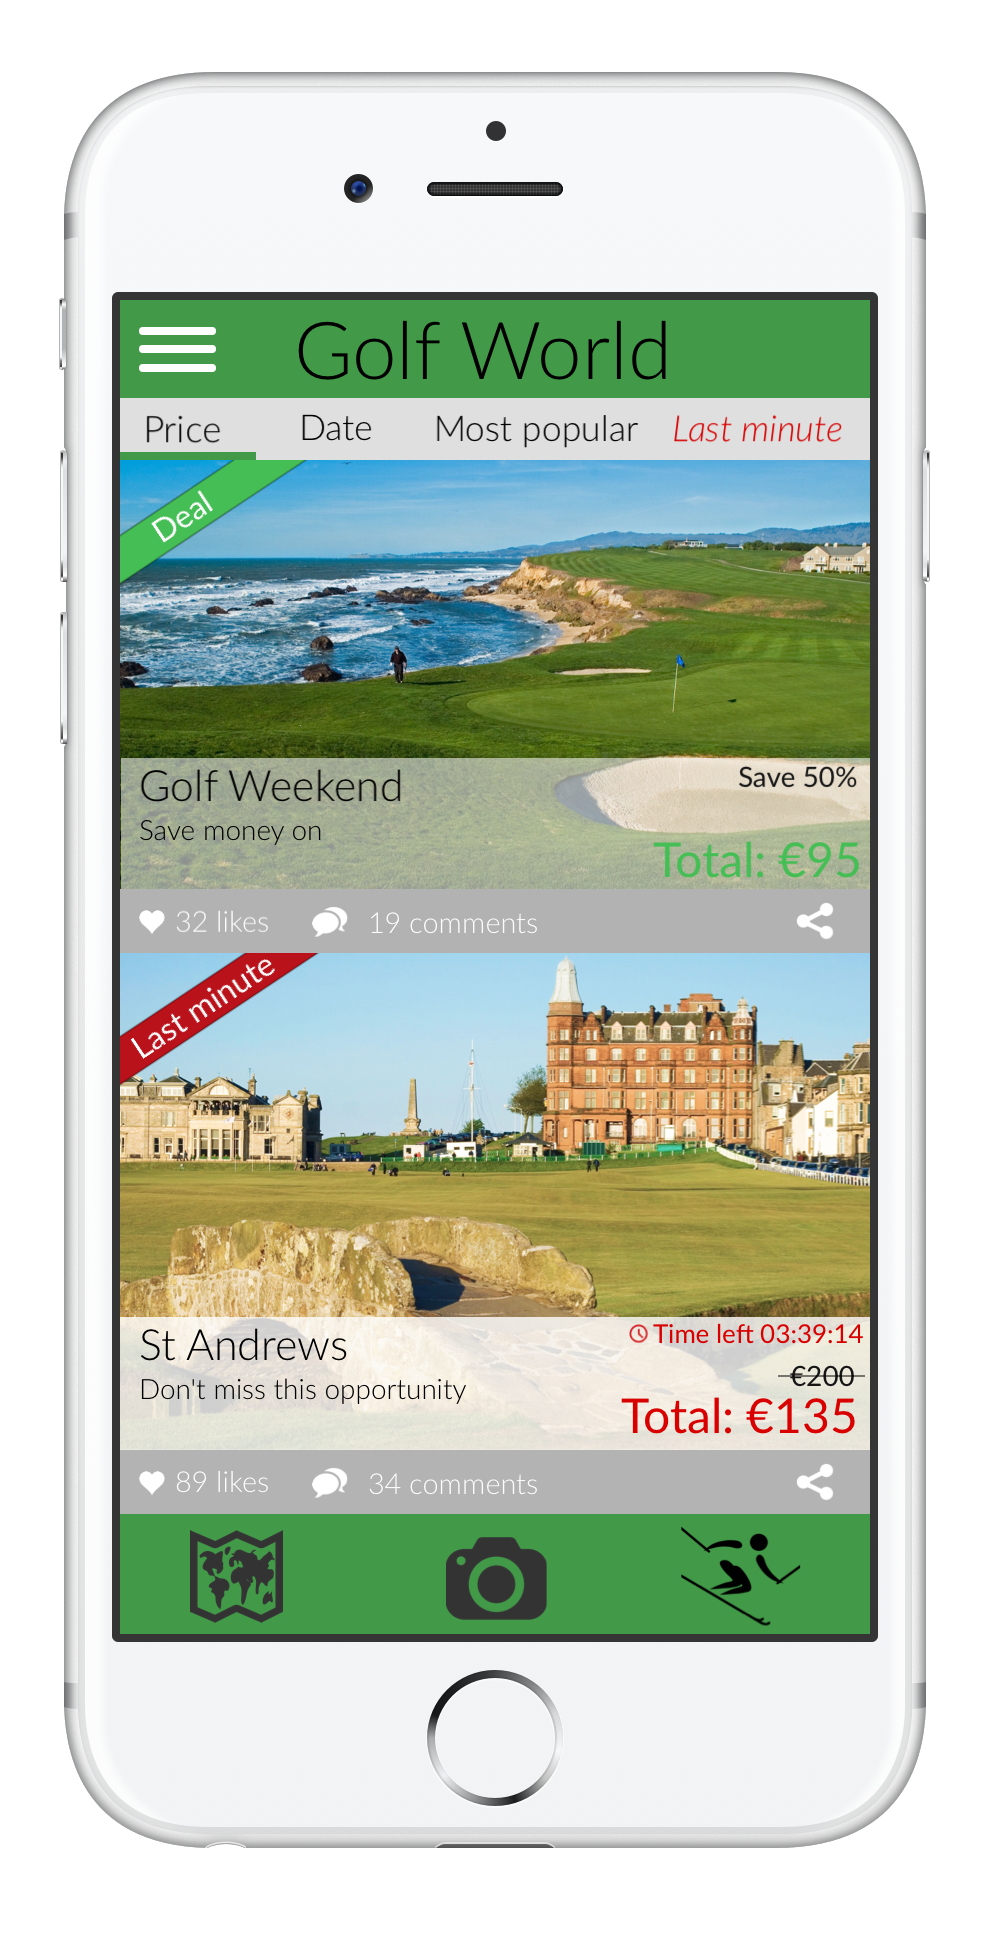 Golf World
Price Date Most popular Last minute
Deal
Golf Weekend
Save 50%
Save money on
Total: €95
32 likes 19 comments
Last minute
St Andrews
Time left 03:39:14
€200
Don't miss this opportunity
Total: €135
89 likes 34 comments